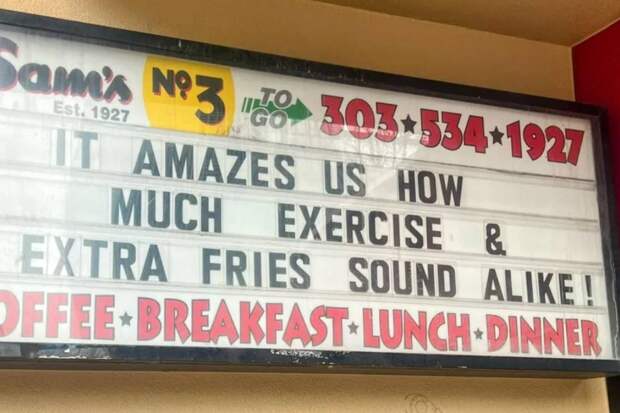 Sam's Nº3 TO GO 303★534★1927
Est. 1927
IT AMAZES US HOW
MUCH EXERCISE &
EXTRA FRIES SOUND ALIKE!
OFFEE★BREAKFAST★LUNCH★DINNER